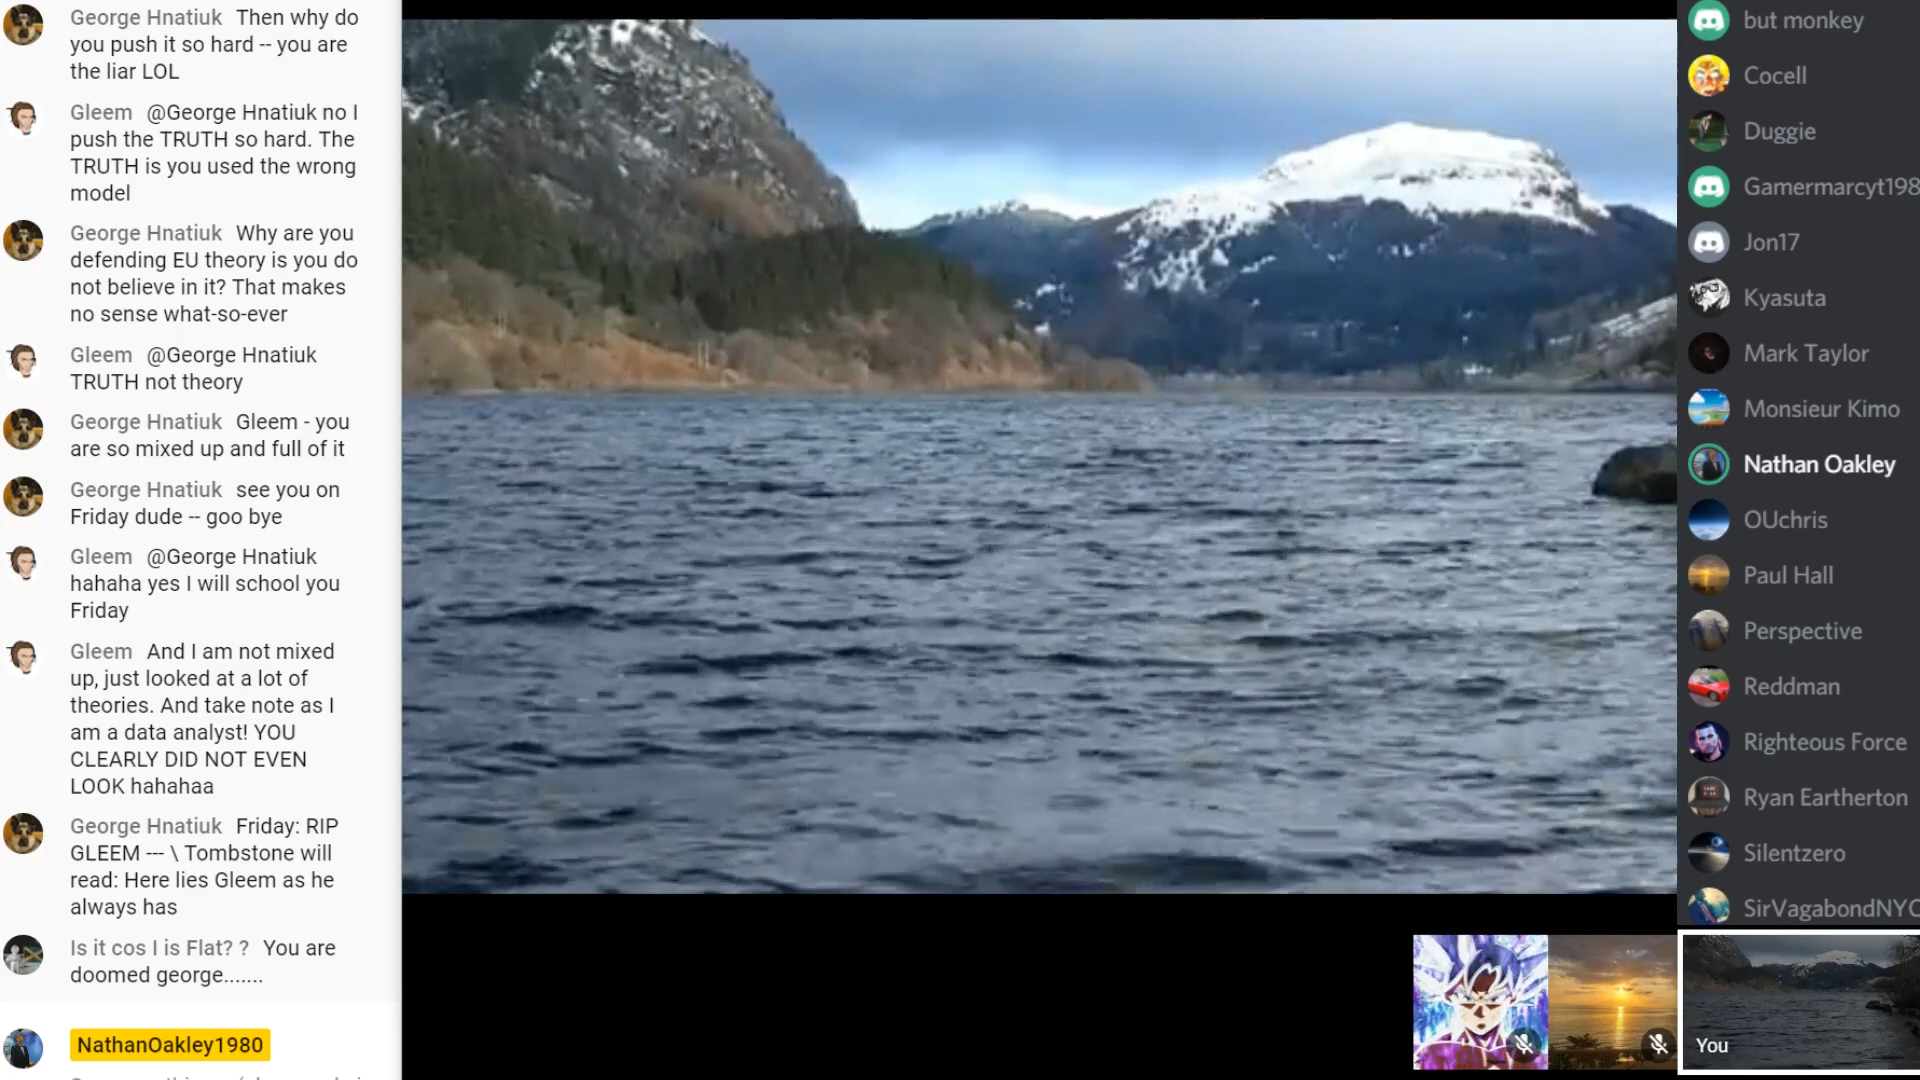 George Hnatiuk Then why do
you push it so hard -- you are
the liar LOL
Gleem @George Hnatiuk no I
push the TRUTH so hard. The
TRUTH is you used the wrong
model
George Hnatiuk Why are you
defending EU theory is you do
not believe in it? That makes
no sense what-so-ever
Gleem @George Hnatiuk
TRUTH not theory
George Hnatiuk Gleem - you
are so mixed up and full of it
George Hnatiuk see you on
Friday dude -- goo bye
Gleem @George Hnatiuk
hahaha yes I will school you
Friday
Gleem And I am not mixed
up, just looked at a lot of
theories. And take note as I
am a data analyst! YOU
CLEARLY DID NOT EVEN
LOOK hahahaa
George Hnatiuk Friday: RIP
GLEEM --- \ Tombstone will
read: Here lies Gleem as he
always has
Is it cos I is Flat? ? You are
doomed george.......
NathanOakley1980
but monkey
Cocell
Duggie
Gamermarcyt198
Jon17
Kyasuta
Mark Taylor
Monsieur Kimo
Nathan Oakley
OUchris
Paul Hall
Perspective
Reddman
Righteous Force
Ryan Eartherton
Silentzero
SirVagabondNYC
You